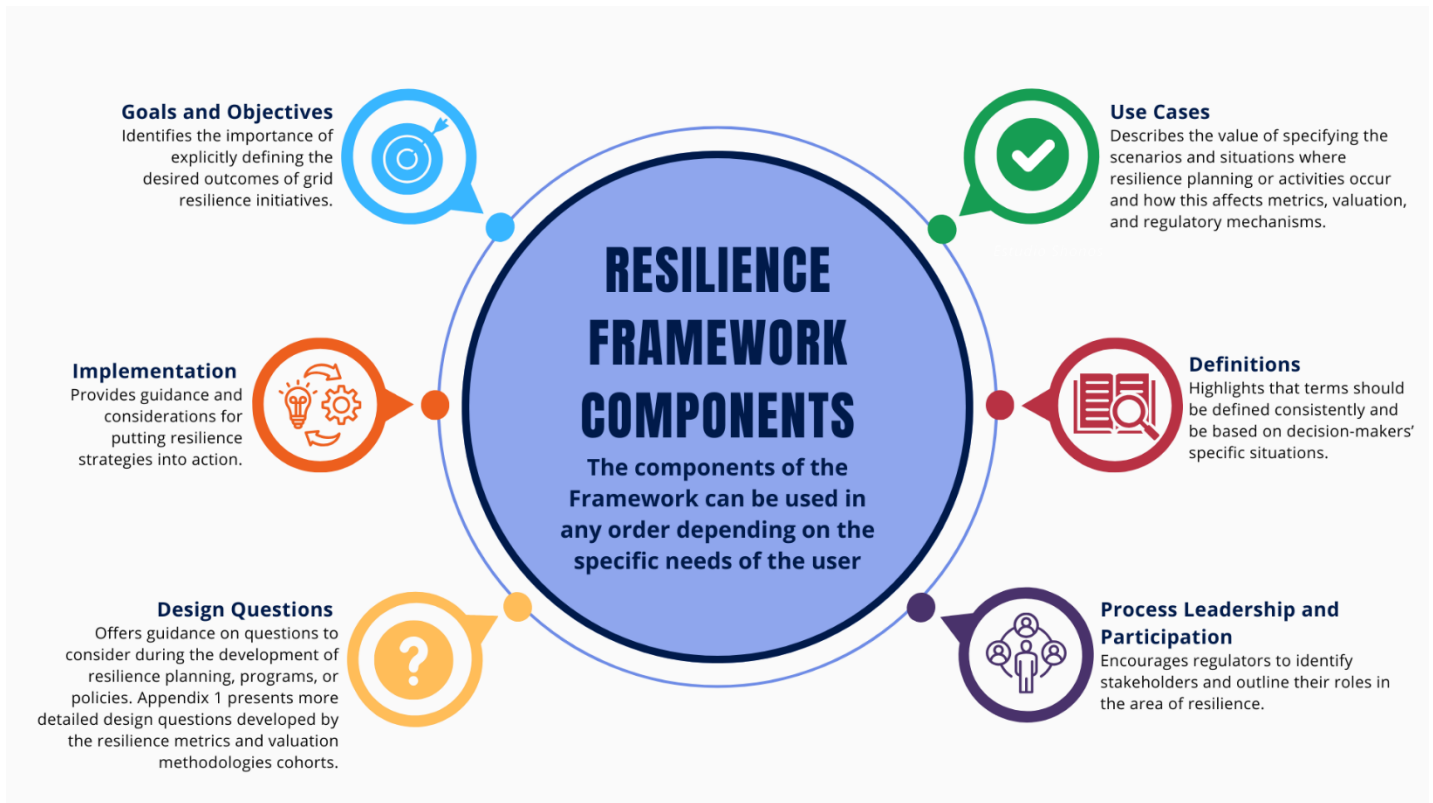 Goals and Objectives
Identifies the importance of
explicitly defining the
desired outcomes of grid
resilience initiatives.
Use Cases
Describes the value of specifying the
scenarios and situations where
resilience planning or activities occur
and how this affects metrics, valuation,
and regulatory mechanisms.
RESILIENCE
FRAMEWORK
COMPONENTS
The components of the
Framework can be used in
any order depending on the
specific needs of the user
Implementation
Provides guidance and
considerations for
putting resilience
strategies into action.
Definitions
Highlights that terms should
be defined consistently and
be based on decision-makers’
specific situations.
Design Questions
Offers guidance on questions to
consider during the development of
resilience planning, programs, or
policies. Appendix 1 presents more
detailed design questions developed by
the resilience metrics and valuation
methodologies cohorts.
Process Leadership and
Participation
Encourages regulators to identify
stakeholders and outline their roles in
the area of resilience.